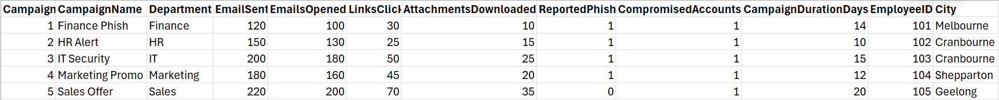 Campaign CampaignName Department EmailSent EmailsOpened LinksClick AttachmentsDownloaded ReportedPhish CompromisedAccounts CampaignDurationDays EmployeeID City
1 Finance Phish Finance 120 100 30 10 1 1 14 101 Melbourne
2 HR Alert HR 150 130 25 15 1 1 10 102 Cranbourne
3 IT Security IT 200 180 50 25 1 1 15 103 Cranbourne
4 Marketing Promo Marketing 180 160 45 20 1 1 12 104 Shepparton
5 Sales Offer Sales 220 200 70 35 0 1 20 105 Geelong